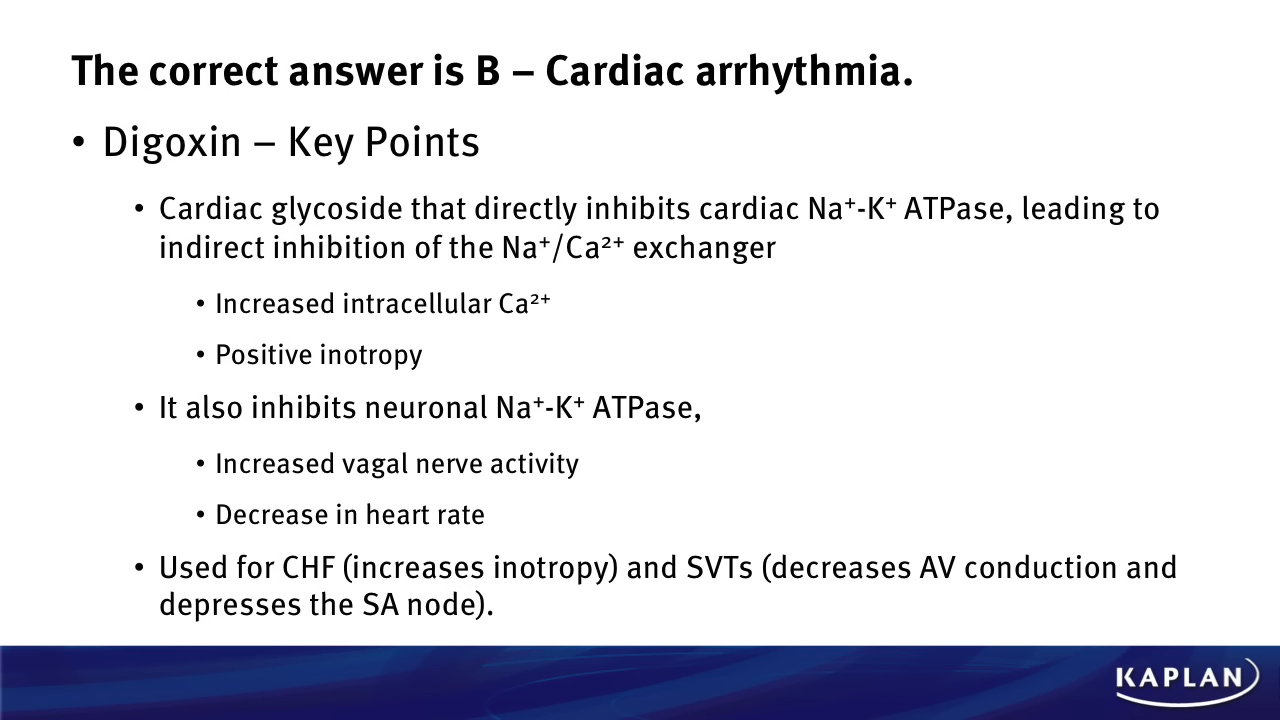 The correct answer is B – Cardiac arrhythmia.
• Digoxin – Key Points
• Cardiac glycoside that directly inhibits cardiac Na⁺-K⁺ ATPase, leading to
indirect inhibition of the Na⁺/Ca²⁺ exchanger
• Increased intracellular Ca²⁺
• Positive inotropy
• It also inhibits neuronal Na⁺-K⁺ ATPase,
• Increased vagal nerve activity
• Decrease in heart rate
• Used for CHF (increases inotropy) and SVTs (decreases AV conduction and
depresses the SA node).
KAPLAN